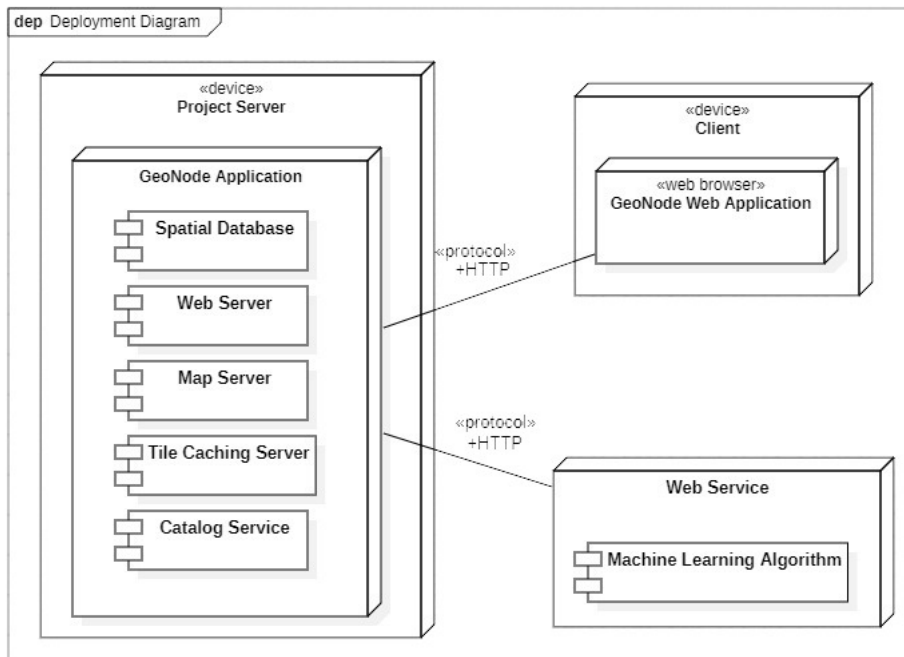 dep Deployment Diagram
«device»
Project Server
GeoNode Application
Spatial Database
Web Server
Map Server
Tile Caching Server
Catalog Service
«protocol»
+HTTP
«device»
Client
«web browser»
GeoNode Web Application
«protocol»
+HTTP
Web Service
Machine Learning Algorithm